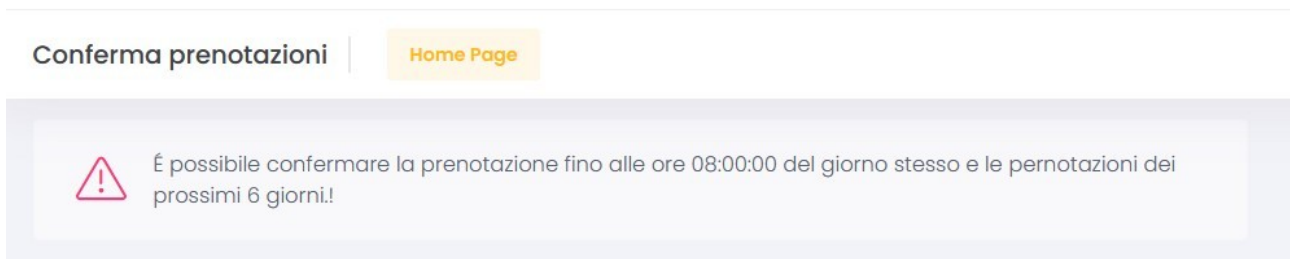 Conferma prenotazioni
Home Page
É possibile confermare la prenotazione fino alle ore 08:00:00 del giorno stesso e le pernotazioni dei
prossimi 6 giorni.!